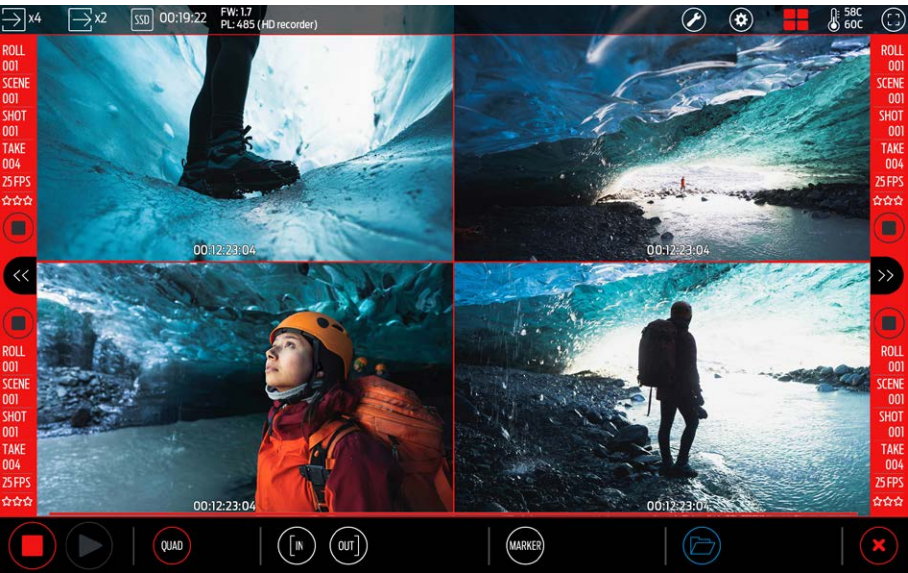 x4
x2
SSD
00:19:22
FW: 1.7
PL: 485 (HD recorder)
58C
60C
ROLL
001
SCENE
001
SHOT
001
TAKE
004
25 FPS
ROLL
001
SCENE
001
SHOT
001
TAKE
004
25 FPS
00:12:23:04
00:12:23:04
<<
>>
ROLL
001
SCENE
001
SHOT
001
TAKE
004
25 FPS
ROLL
001
SCENE
001
SHOT
001
TAKE
004
25 FPS
00:12:23:04
00:12:23:04
QUAD
[IN
OUT]
MARKER